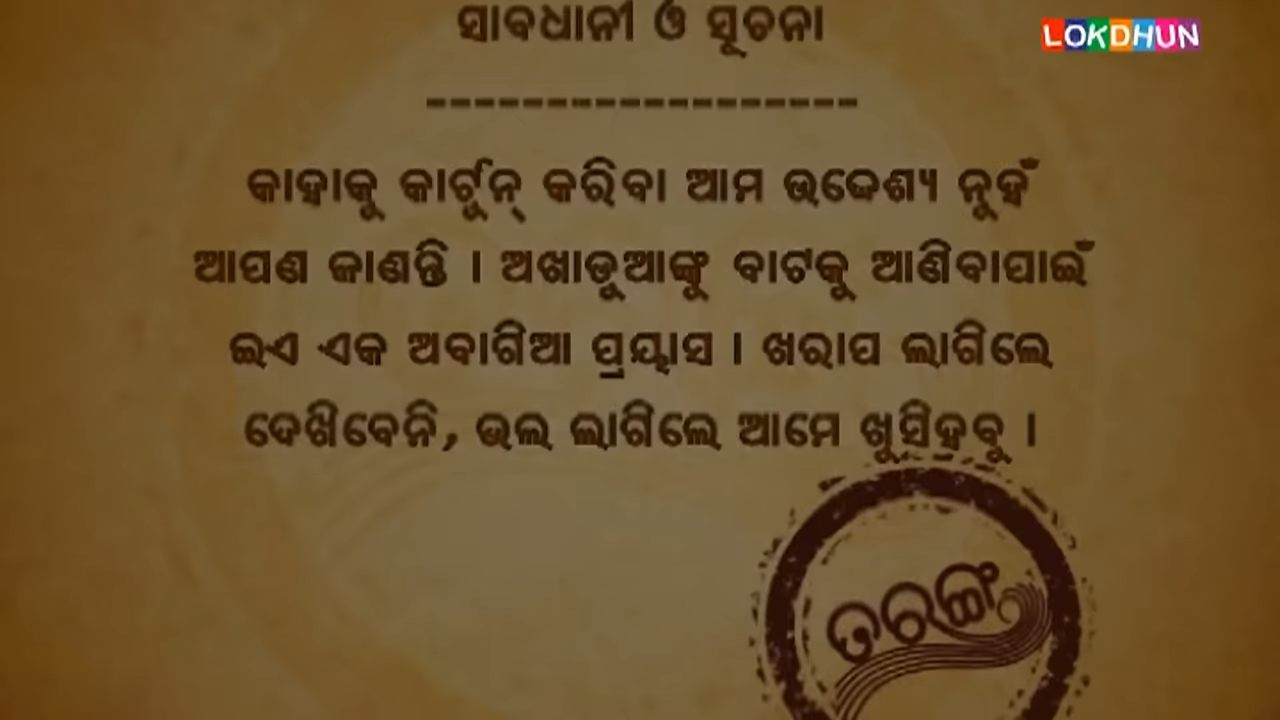 ସାବଧାନୀ ଓ ସୂଚନା
LOKDHUN
------------------
କାହାକୁ କାର୍ଟୁନ୍ କରିବା ଆମ ଉଦ୍ଦେଶ୍ୟ ନୁହଁ
ଆପଣ ଜାଣନ୍ତି । ଅଖାଡୁଆଙ୍କୁ ବାଟକୁ ଆଣିବାପାଇଁ
ଇଏ ଏକ ଅବାଗିଆ ପ୍ରୟାସ । ଖରାପ ଲାଗିଲେ
ଦେଖିବେନି, ଭଲ ଲାଗିଲେ ଆମେ ଖୁସିହବୁ ।
ତରଙ୍ଗ